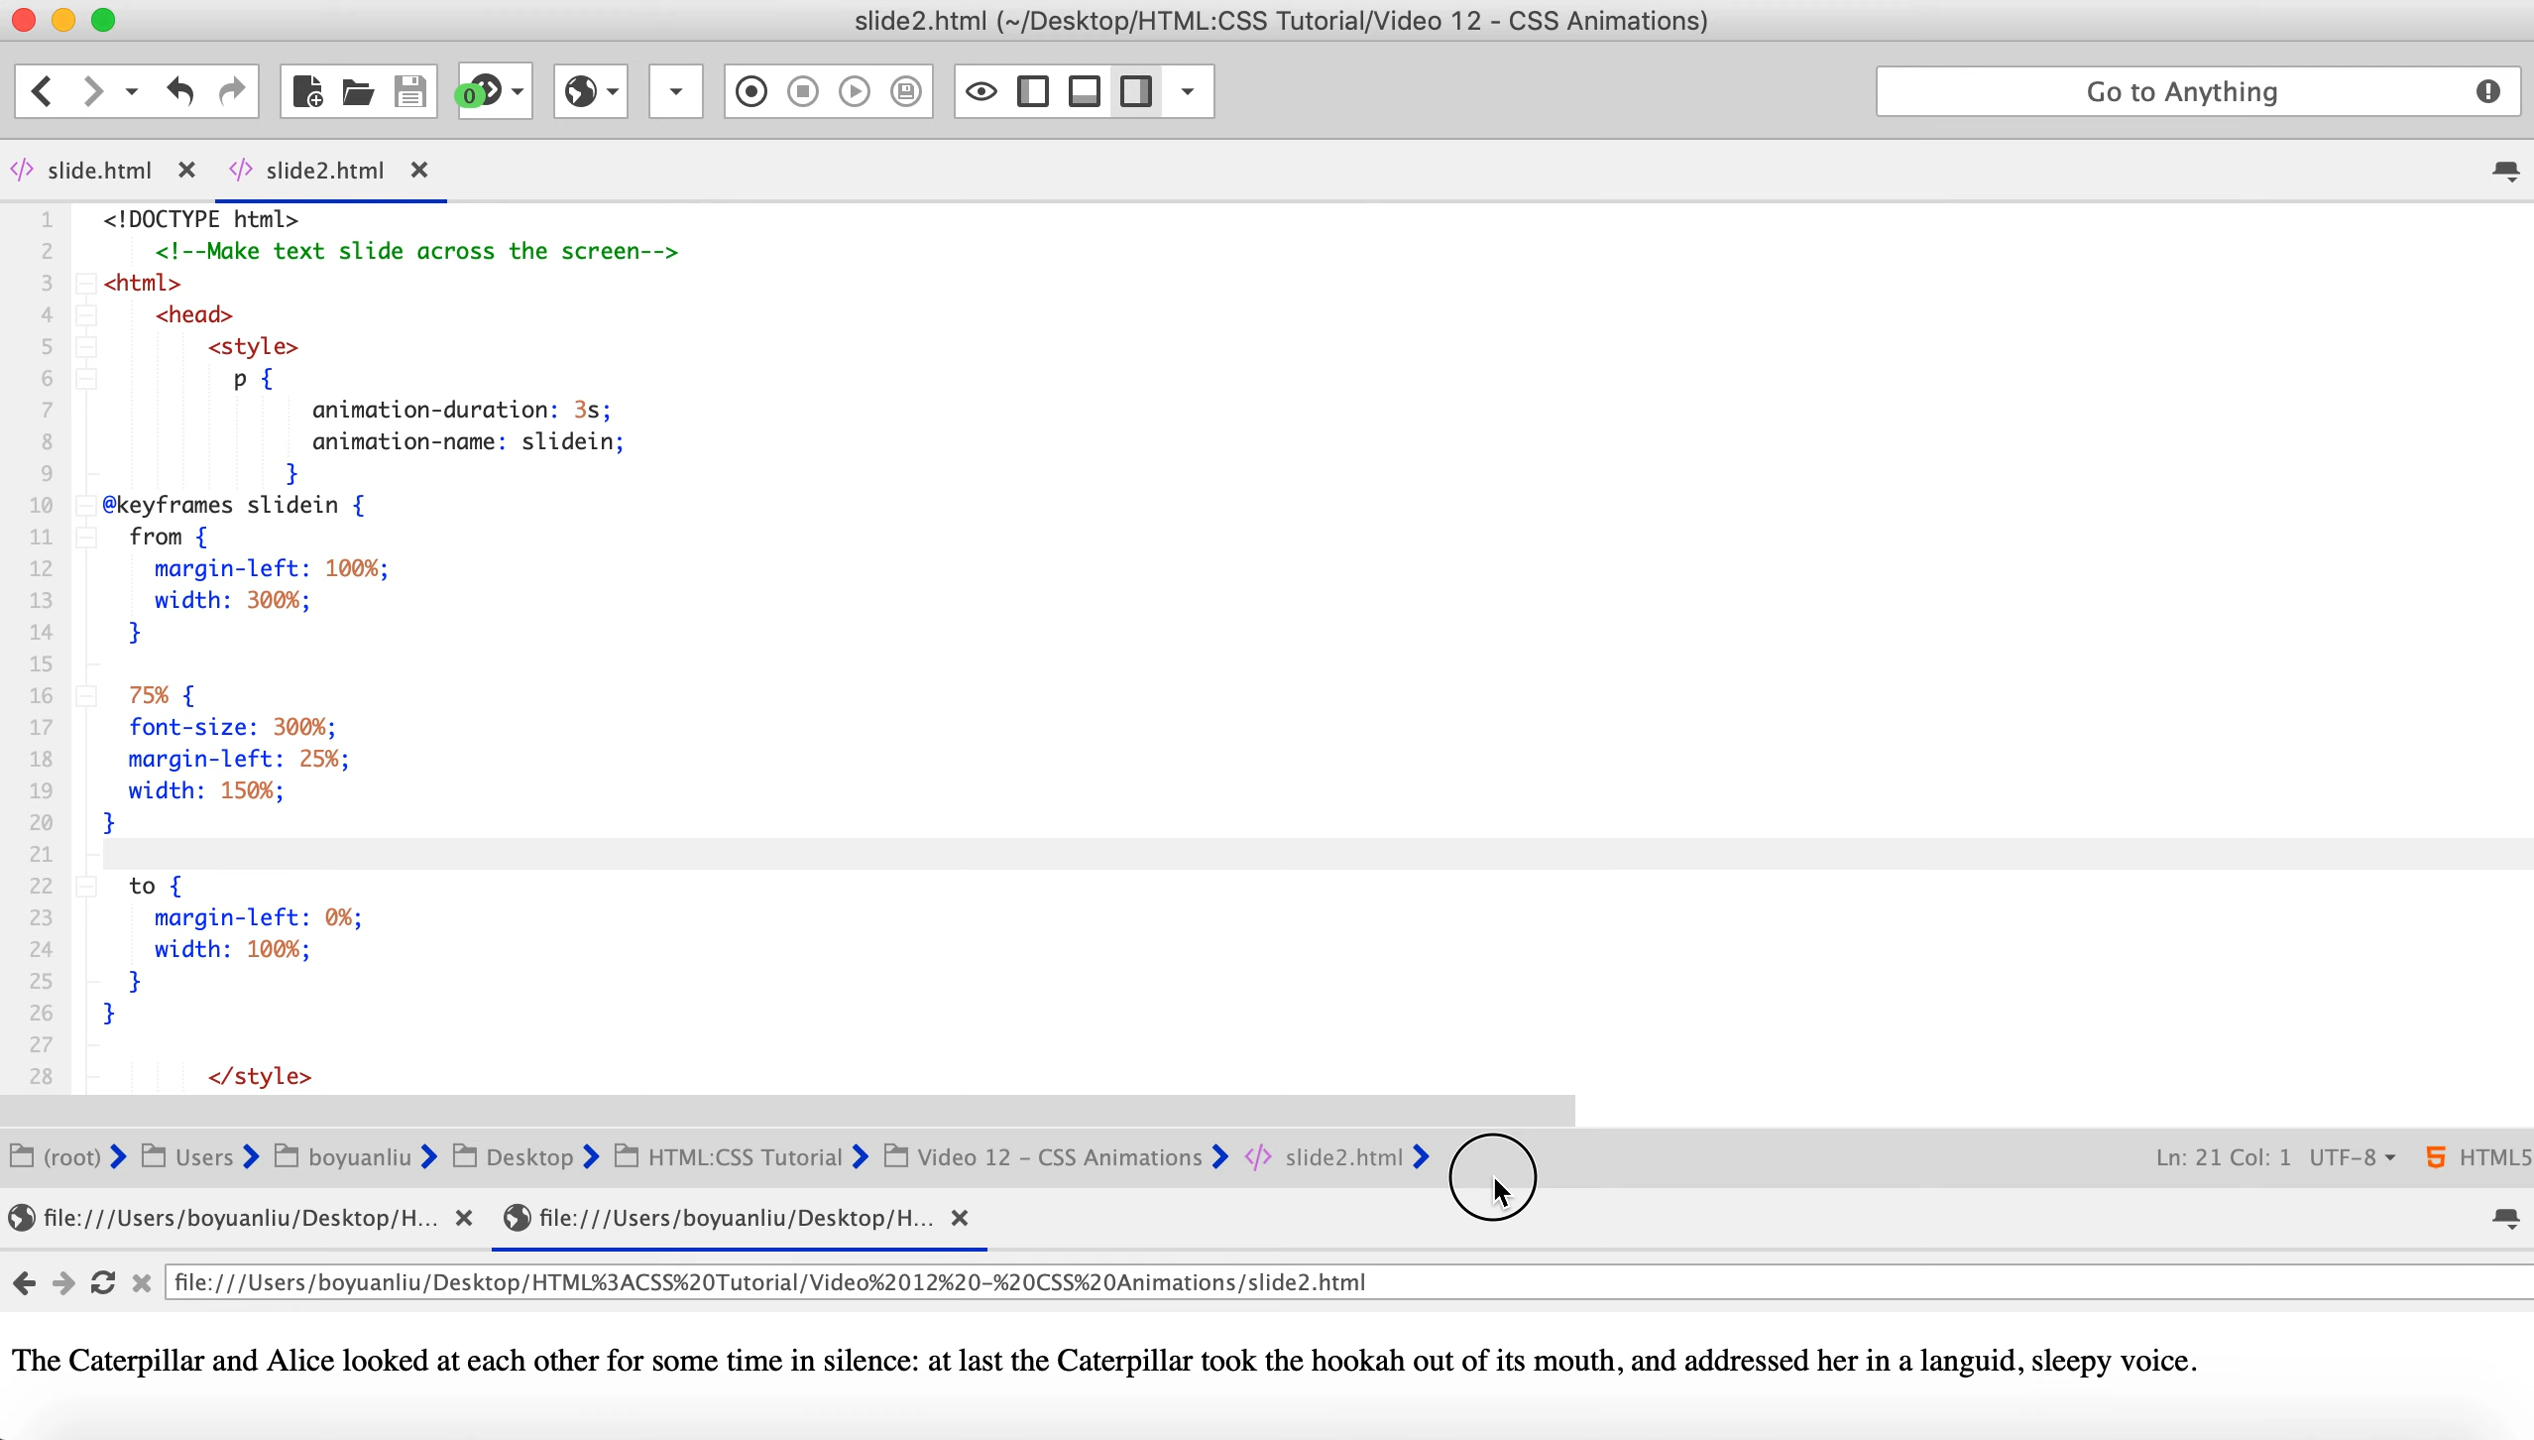 slide2.html (~/Desktop/HTML:CSS Tutorial/Video 12 - CSS Animations)
0
Go to Anything
slide.html
slide2.html
1 <!DOCTYPE html>
2 <!--Make text slide across the screen-->
3 <html>
4 <head>
5 <style>
6 p {
7 animation-duration: 3s;
8 animation-name: slidein;
9 }
10 @keyframes slidein {
11 from {
12 margin-left: 100%;
13 width: 300%;
14 }
15
16 75% {
17 font-size: 300%;
18 margin-left: 25%;
19 width: 150%;
20 }
21
22 to {
23 margin-left: 0%;
24 width: 100%;
25 }
26 }
27
28 </style>
(root) Users boyuanliu Desktop HTML:CSS Tutorial Video 12 - CSS Animations slide2.html Ln: 21 Col: 1 UTF-8 HTML5
file:///Users/boyuanliu/Desktop/H... file:///Users/boyuanliu/Desktop/H...
file:///Users/boyuanliu/Desktop/HTML%3ACSS%20Tutorial/Video%2012%20-%20CSS%20Animations/slide2.html
The Caterpillar and Alice looked at each other for some time in silence: at last the Caterpillar took the hookah out of its mouth, and addressed her in a languid, sleepy voice.